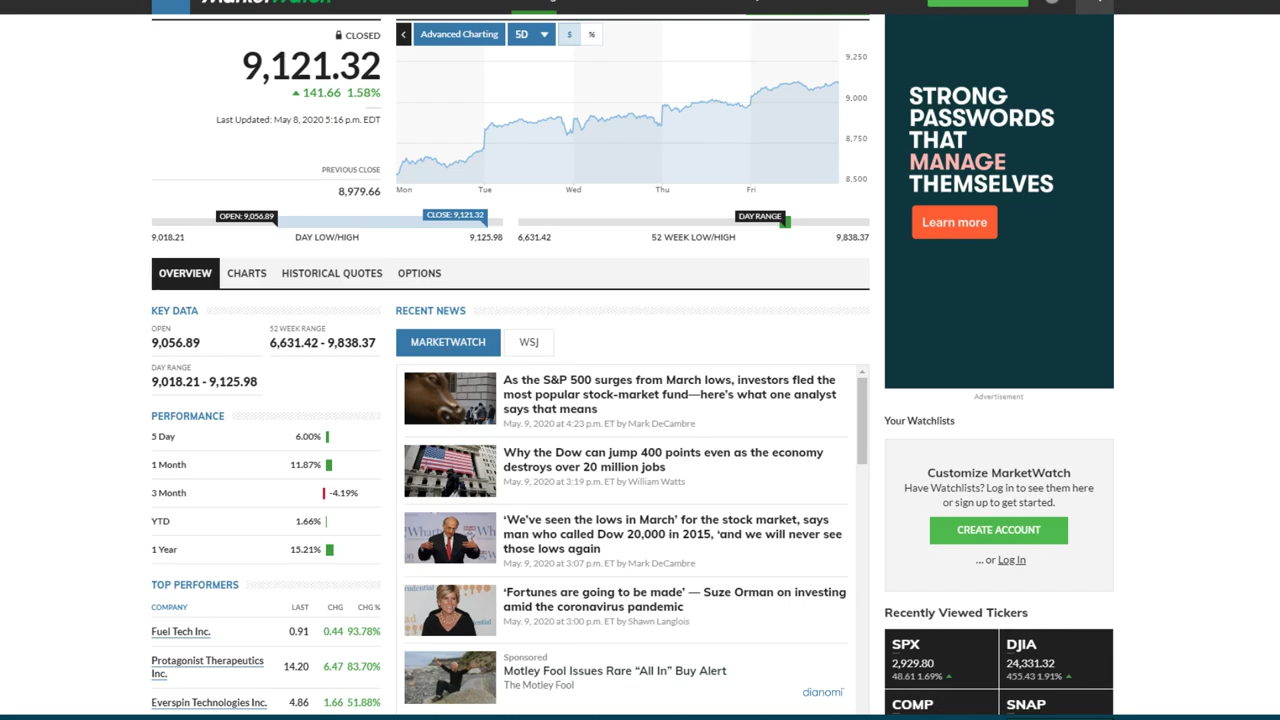 CLOSED
9,121.32
141.66 1.58%
Last Updated: May 8, 2020 5:16 p.m. EDT
PREVIOUS CLOSE
8,979.66
Advanced Charting
5D
$
%
9,250
9,000
8,750
8,500
Mon
Tue
Wed
Thu
Fri
OPEN: 9,056.89
CLOSE: 9,121.32
9,018.21
DAY LOW/HIGH
9,125.98
DAY RANGE
6,631.42
52 WEEK LOW/HIGH
9,838.37
OVERVIEW
CHARTS
HISTORICAL QUOTES
OPTIONS
KEY DATA
OPEN
9,056.89
52 WEEK RANGE
6,631.42 - 9,838.37
DAY RANGE
9,018.21 - 9,125.98
PERFORMANCE
5 Day 6.00%
1 Month 11.87%
3 Month -4.19%
YTD 1.66%
1 Year 15.21%
TOP PERFORMERS
COMPANY LAST CHG CHG %
Fuel Tech Inc. 0.91 0.44 93.78%
Protagonist Therapeutics
Inc. 14.20 6.47 83.70%
Everspin Technologies Inc. 4.86 1.66 51.88%
RECENT NEWS
MARKETWATCH
WSJ
As the S&P 500 surges from March lows, investors fled the
most popular stock-market fund—here's what one analyst
says that means
May. 9, 2020 at 4:23 p.m. ET by Mark DeCambre
Why the Dow can jump 400 points even as the economy
destroys over 20 million jobs
May. 9, 2020 at 3:19 p.m. ET by William Watts
'We've seen the lows in March' for the stock market, says
man who called Dow 20,000 in 2015, 'and we will never see
those lows again
May. 9, 2020 at 3:07 p.m. ET by Mark DeCambre
'Fortunes are going to be made' — Suze Orman on investing
amid the coronavirus pandemic
May. 9, 2020 at 3:00 p.m. ET by Shawn Langlois
Sponsored
Motley Fool Issues Rare “All In” Buy Alert
The Motley Fool
dianomi
STRONG
PASSWORDS
THAT
MANAGE
THEMSELVES
Learn more
Advertisement
Your Watchlists
Customize MarketWatch
Have Watchlists? Log in to see them here
or sign up to get started.
CREATE ACCOUNT
... or Log In
Recently Viewed Tickers
SPX
2,929.80
48.61 1.69%
DJIA
24,331.32
455.43 1.91%
COMP
SNAP